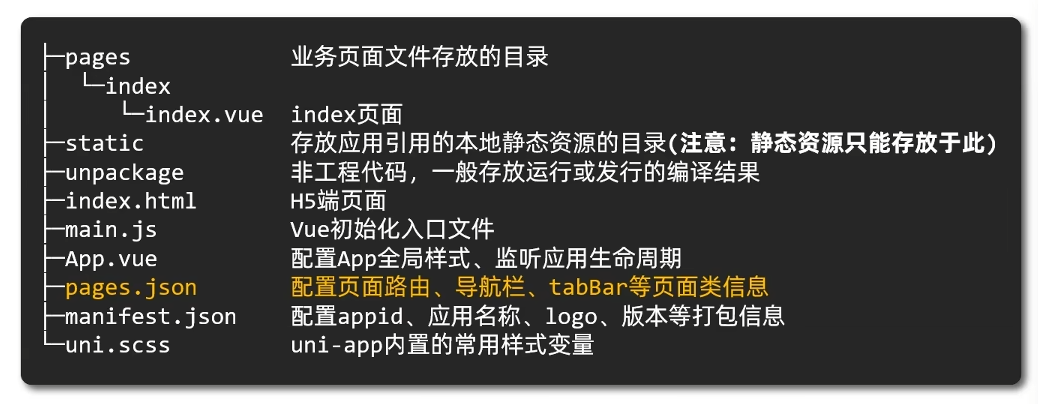 ├─pages 业务页面文件存放的目录
│ └─index
│ └─index.vue index页面
├─static 存放应用引用的本地静态资源的目录(注意：静态资源只能存放于此)
├─unpackage 非工程代码，一般存放运行或发行的编译结果
├─index.html H5端页面
├─main.js Vue初始化入口文件
├─App.vue 配置App全局样式、监听应用生命周期
├─pages.json 配置页面路由、导航栏、tabBar等页面类信息
├─manifest.json 配置appid、应用名称、logo、版本等打包信息
└─uni.scss uni-app内置的常用样式变量